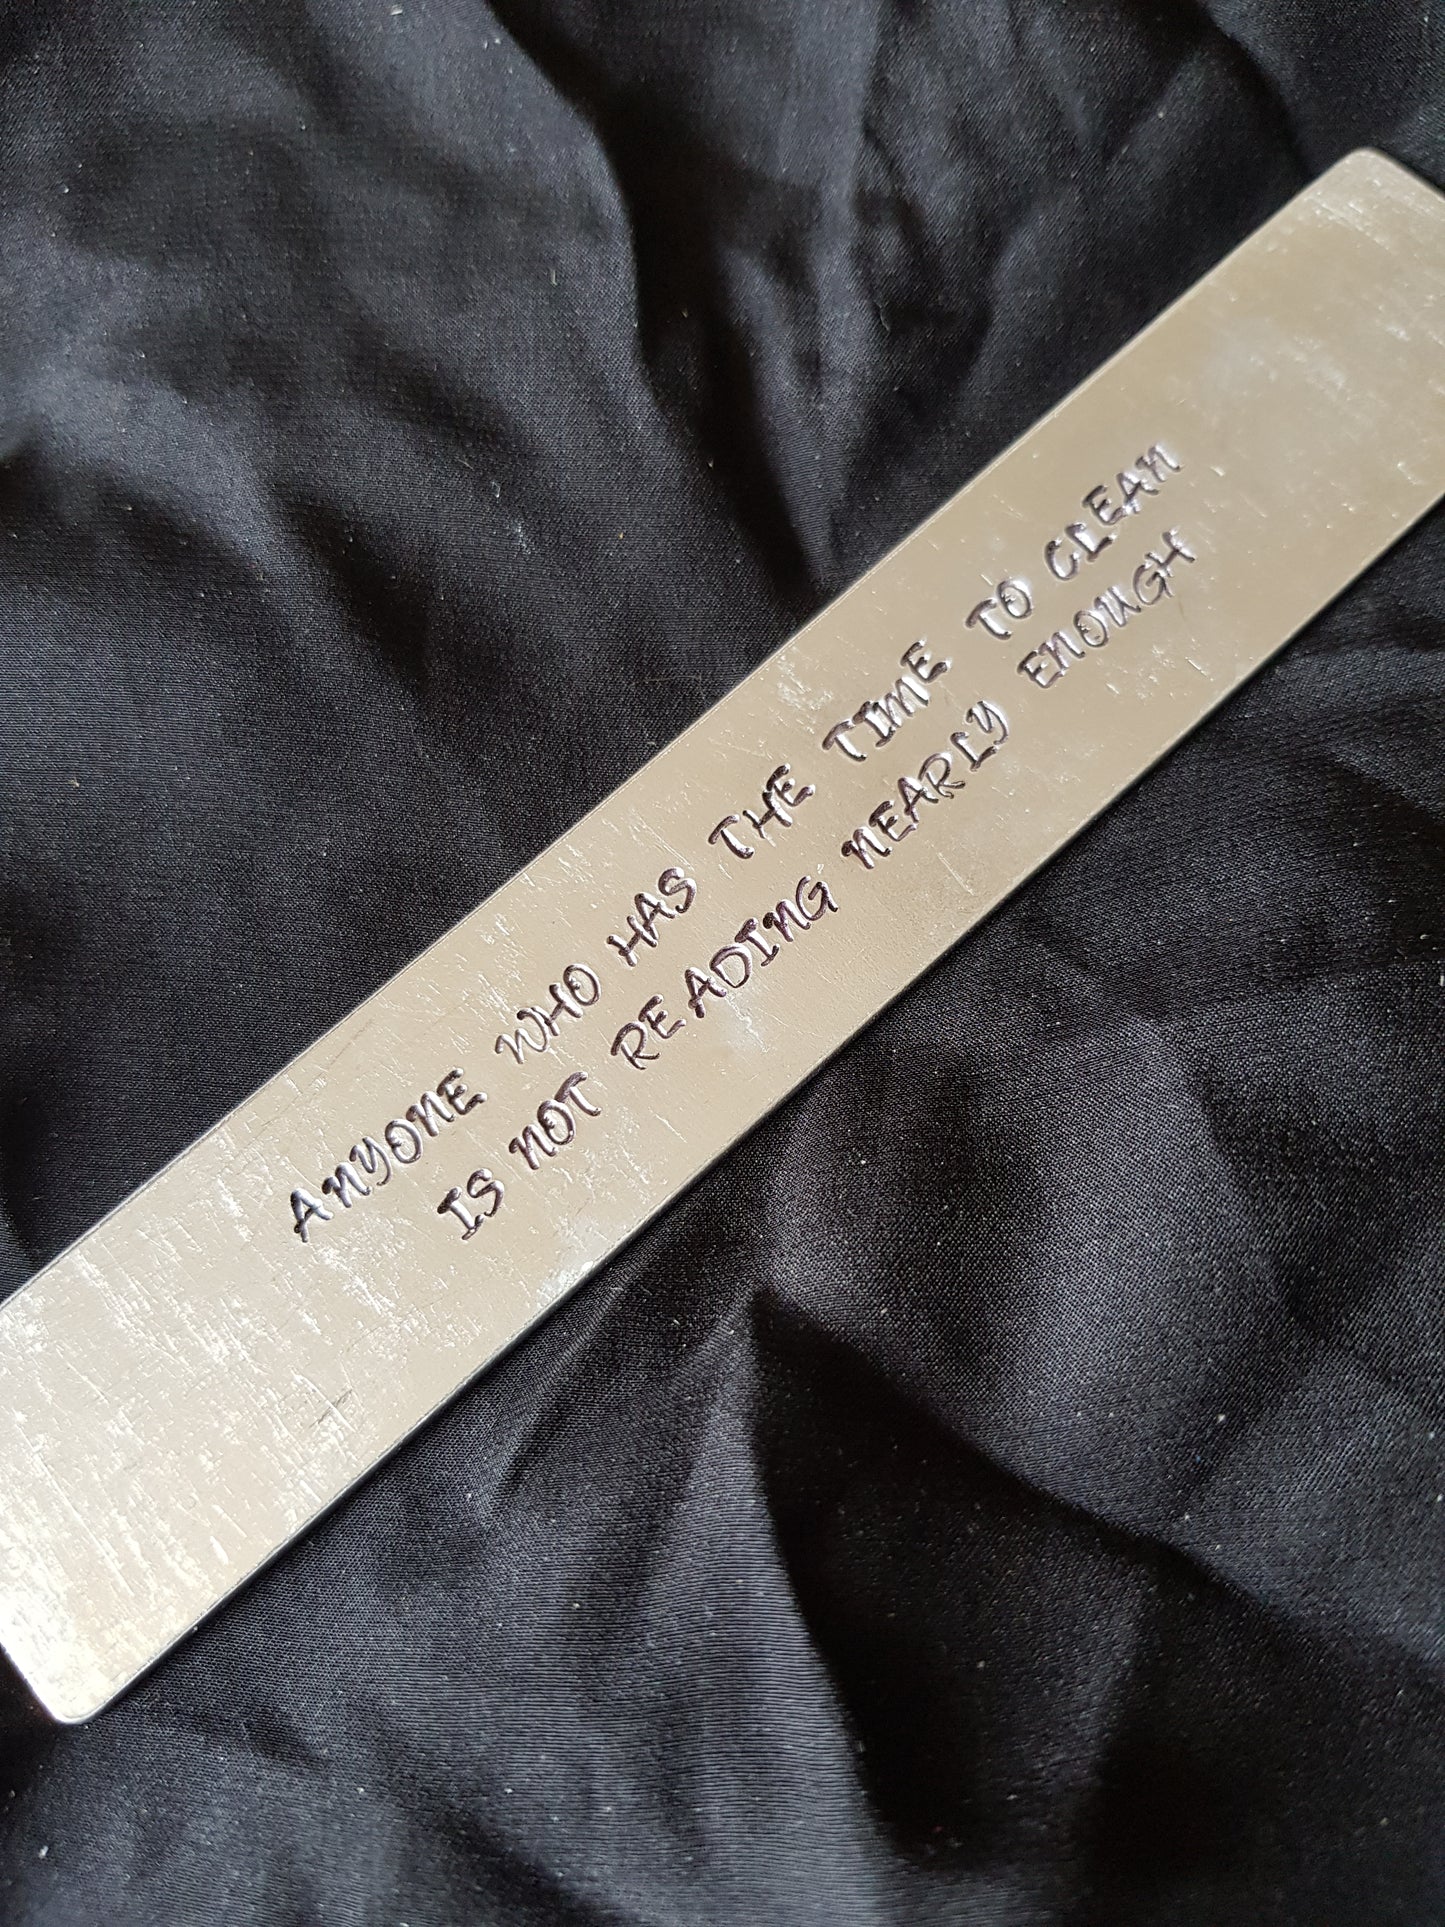 ANYONE WHO HAS THE TIME TO CLEAN
IS NOT READING NEARLY ENOUGH